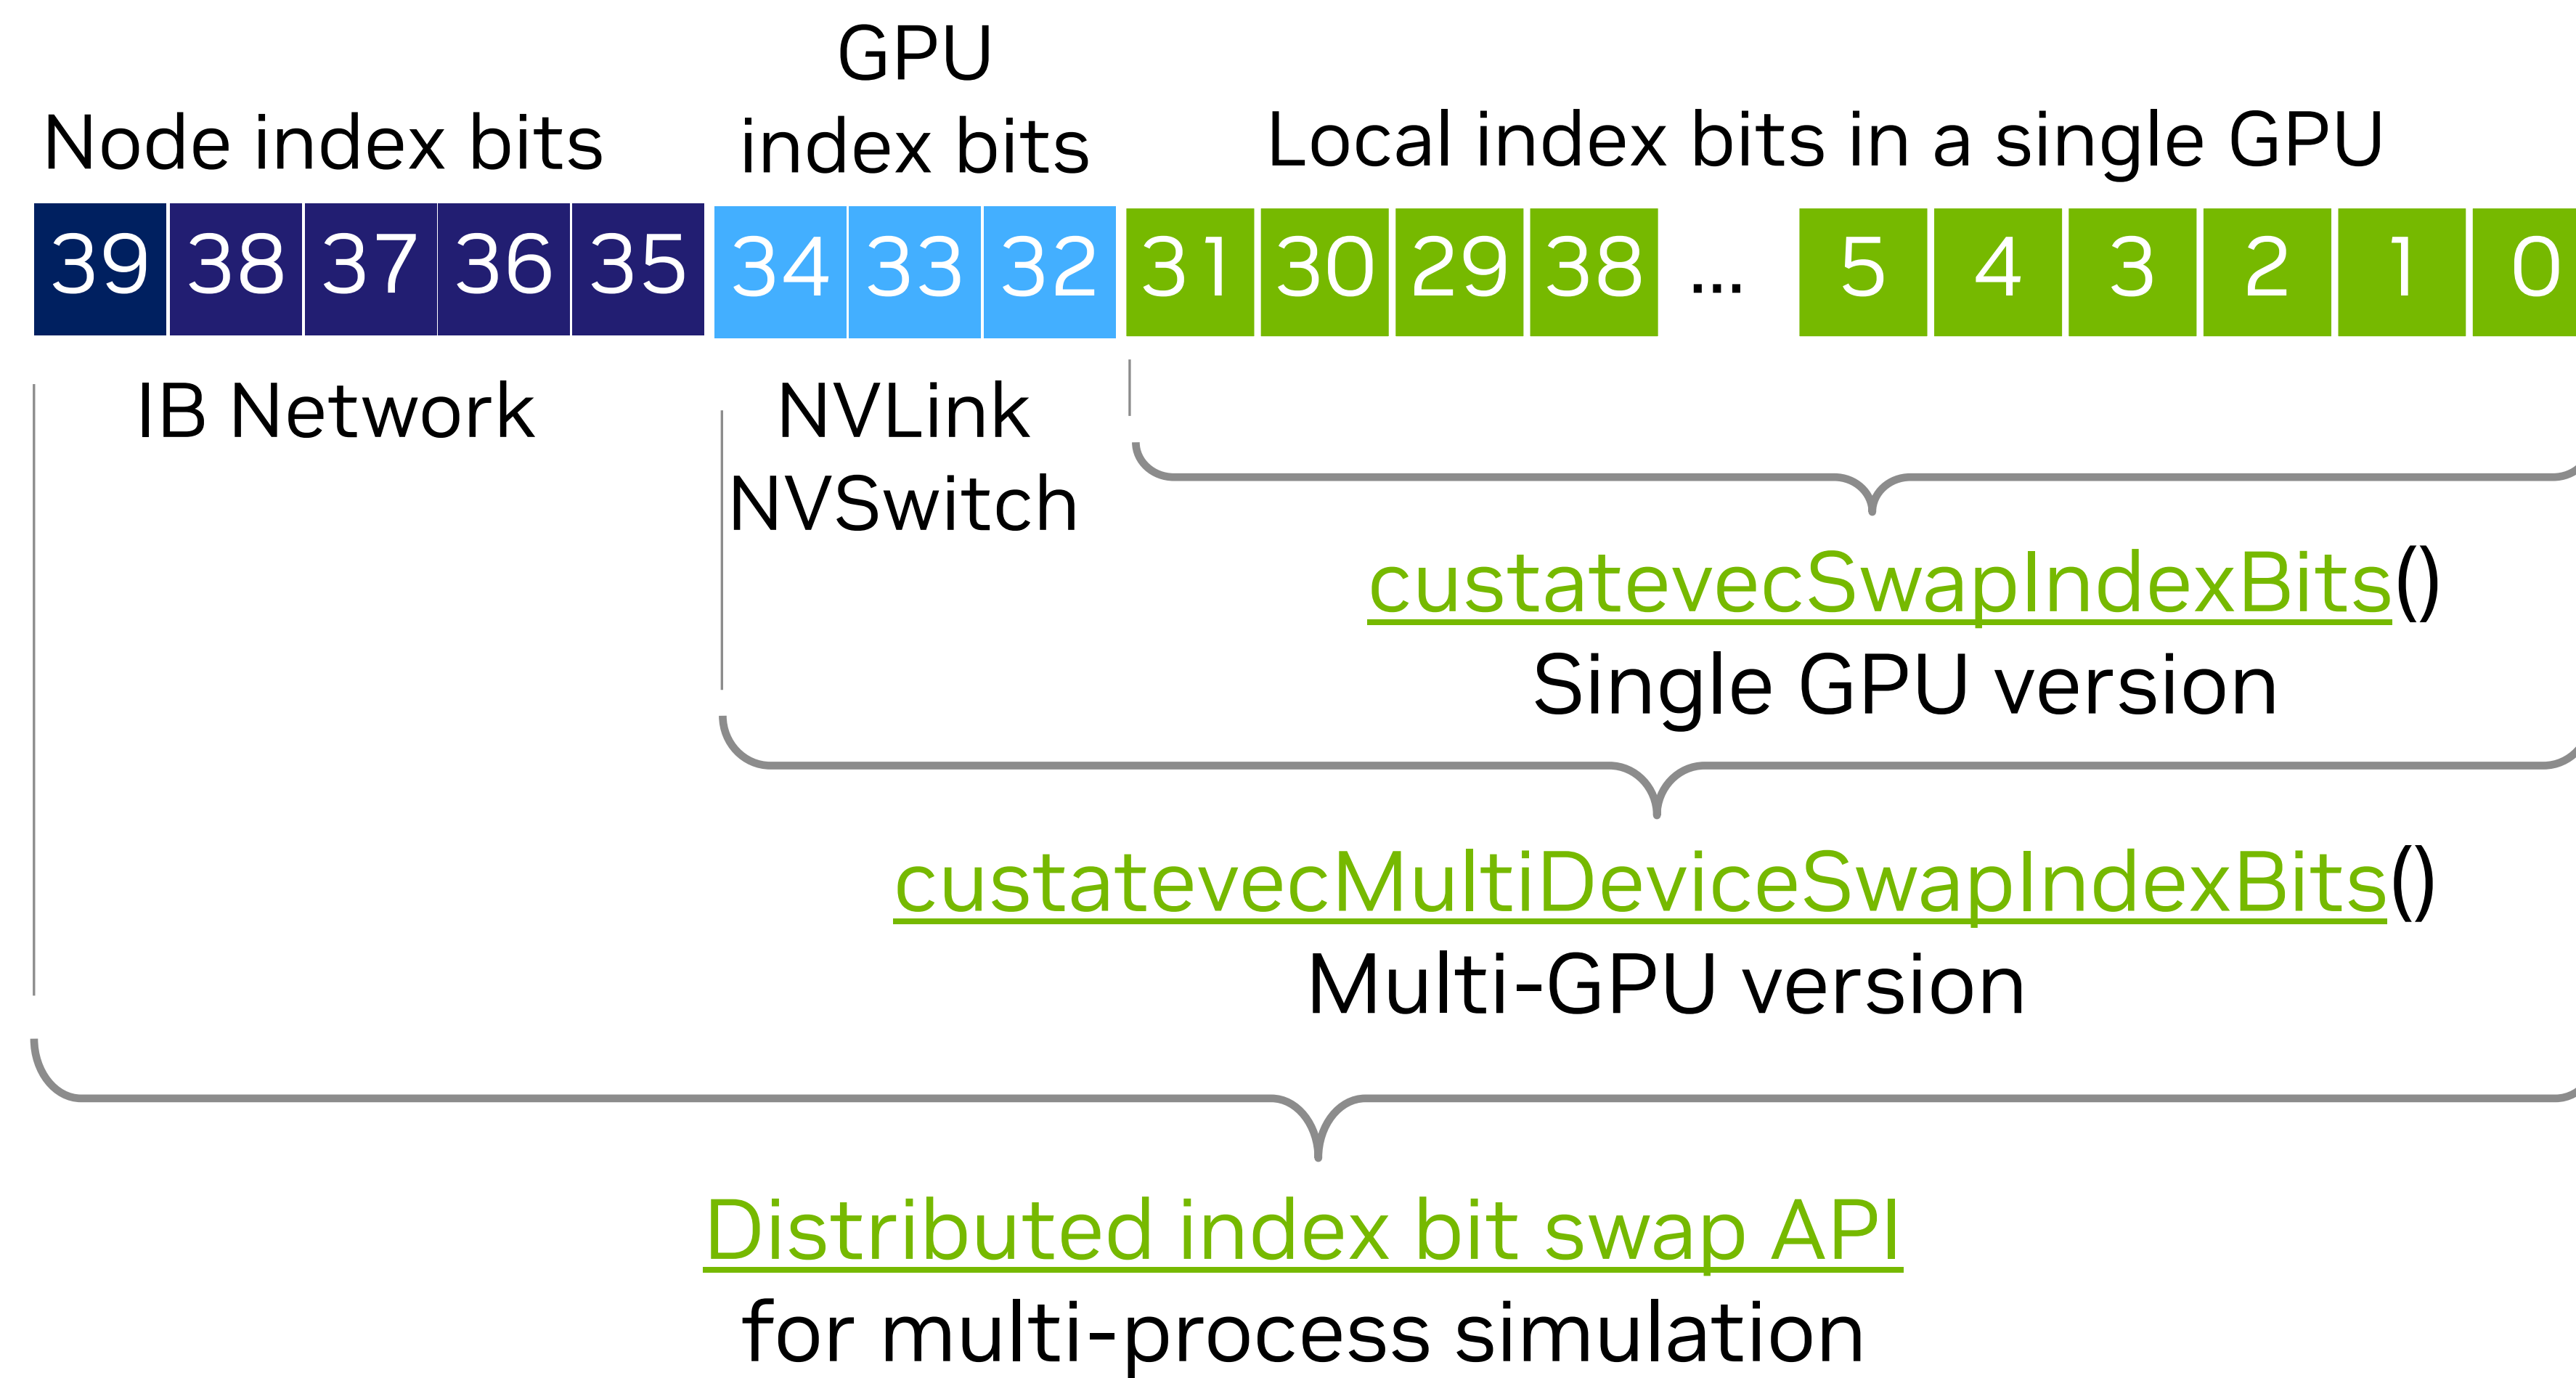 GPU
Node index bits
index bits
Local index bits in a single GPU
39 38 37 36 35 34 33 32 31 30 29 38 ... 5 4 3 2 1 0
IB Network
NVLink
NVSwitch
custatevecSwapIndexBits()
Single GPU version
custatevecMultiDeviceSwapIndexBits()
Multi-GPU version
Distributed index bit swap API
for multi-process simulation